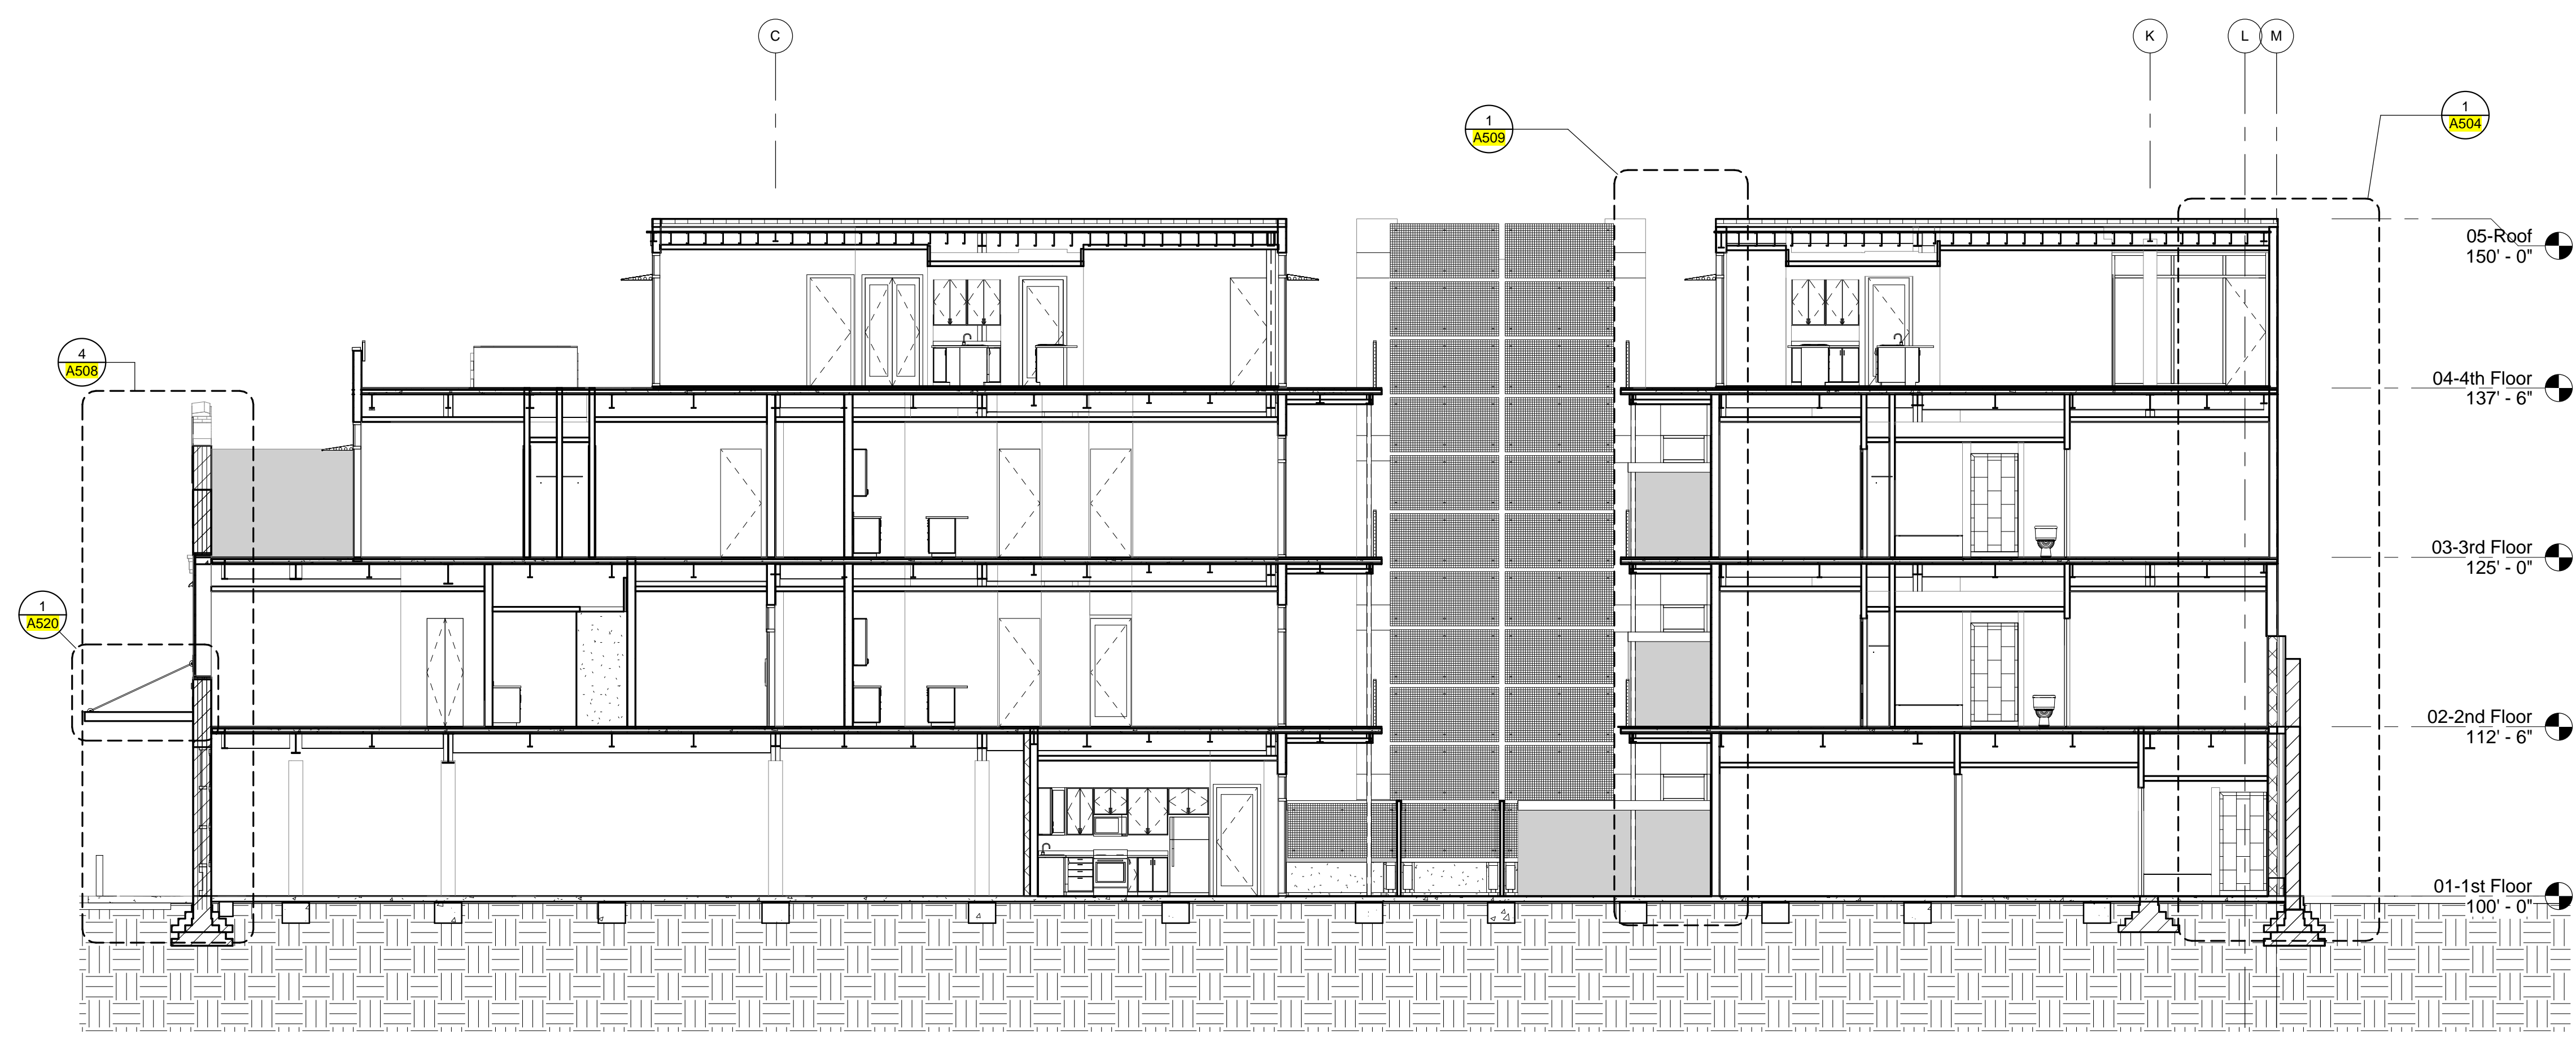 C
K
L
M
1
A509
1
A504
05-Roof
150' - 0"
4
A508
04-4th Floor
137' - 6"
03-3rd Floor
125' - 0"
1
A520
02-2nd Floor
112' - 6"
01-1st Floor
100' - 0"